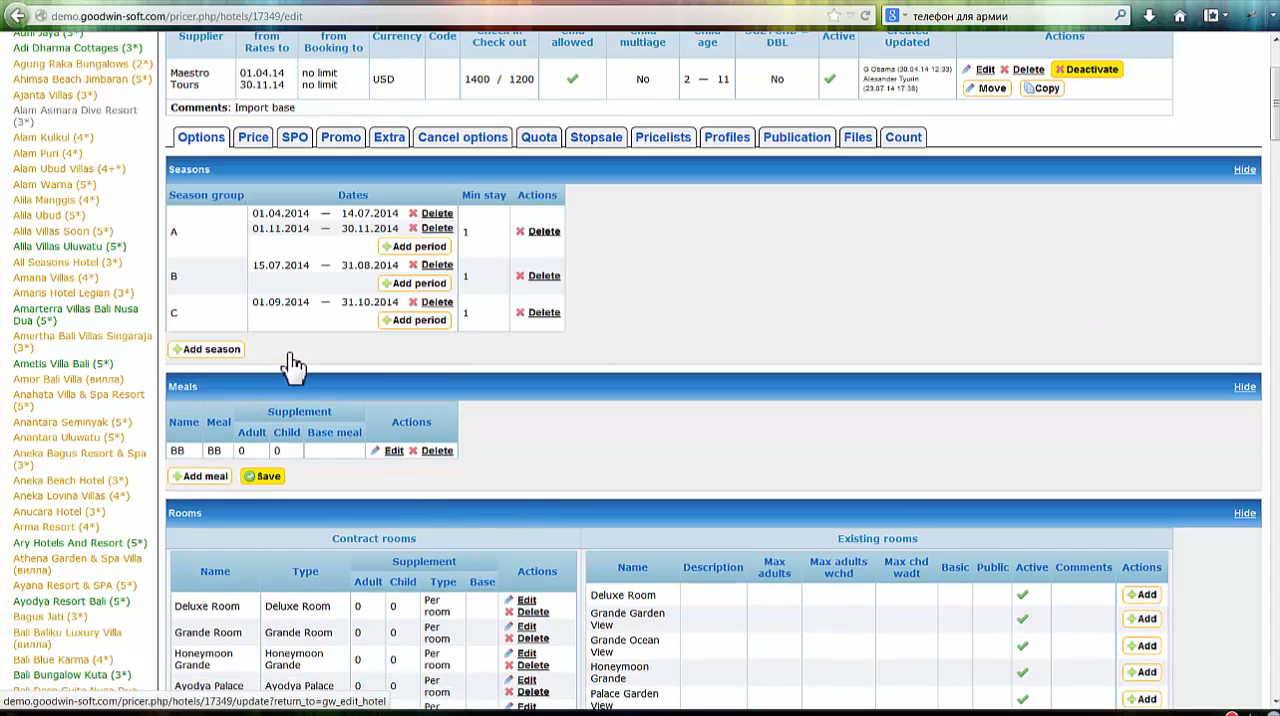 demo.goodwin-soft.com/pricer.php/hotels/17349/edit
телефон для армии
Adi Dharma Cottages (3*)
Agung Raka Bungalows (2*)
Ahimsa Beach Jimbaran (5*)
Ajanta Villas (3*)
Alam Asmara Dive Resort
(3*)
Alam Kulkul (4*)
Alam Puri (4*)
Alam Ubud Villas (4+*)
Alam Warna (5*)
Alila Manggis (4*)
Alila Ubud (5*)
Alila Villas Soori (5*)
Alila Villas Uluwatu (5*)
All Seasons Hotel (3*)
Amana Villas (4*)
Amaris Hotel Legian (3*)
Amarterra Villas Bali Nusa
Dua (5*)
Amertha Bali Villas Singaraja
(3*)
Ametis Villa Bali (5*)
Amor Bali Villa (вилла)
Anahata Villa & Spa Resort
(5*)
Anantara Seminyak (5*)
Anantara Uluwatu (5*)
Aneka Bagus Resort & Spa
(3*)
Aneka Beach Hotel (3*)
Aneka Lovina Villas (4*)
Anucara Hotel (3*)
Arma Resort (4*)
Ary Hotels And Resort (5*)
Athena Garden & Spa Villa
(вилла)
Ayana Resort & SPA (5*)
Ayodya Resort Bali (5*)
Bagus Jati (3*)
Bali Baliku Luxury Villa
(вилла)
Bali Blue Karma (4*)
Bali Bungalow Kuta (3*)
Supplier
from
Rates to
from
Booking to
Currency
Code
Check out
Child
allowed
Child
multiage
age
DBL
Active
Updated
Actions
Maestro
Tours
01.04.14
30.11.14
no limit
no limit
USD
1400 / 1200
No
2 — 11
No
G Obama (30.04.14 12:33)
Alexander Tyurin
(23.07.14 17:38)
Edit Delete Deactivate
Move Copy
Comments: Import base
Options Price SPO Promo Extra Cancel options Quota Stopsale Pricelists Profiles Publication Files Count
Seasons Hide
Season group Dates Min stay Actions
A 01.04.2014 — 14.07.2014 Delete
01.11.2014 — 30.11.2014 Delete
1 Delete
Add period
B 15.07.2014 — 31.08.2014 Delete
1 Delete
Add period
C 01.09.2014 — 31.10.2014 Delete
1 Delete
Add period
Add season
Meals Hide
Name Meal Supplement Actions
Adult Child Base meal
BB BB 0 0 Edit Delete
Add meal Save
Rooms Hide
Contract rooms
Name Type Supplement Actions
Adult Child Type Base
Deluxe Room Deluxe Room 0 0 Per room Edit Delete
Grande Room Grande Room 0 0 Per room Edit Delete
Honeymoon Grande Honeymoon Grande 0 0 Per room Edit Delete
Ayodya Palace Ayodya Palace 0 0 Per room Edit Delete
Edit
Existing rooms
Name Description Max adults Max adults wchd Max chd wadt Basic Public Active Comments Actions
Deluxe Room Add
Grande Garden View Add
Grande Ocean View Add
Honeymoon Grande Add
Palace Garden View Add
demo.goodwin-soft.com/pricer.php/hotels/17349/update?return_to=gw_edit_hotel